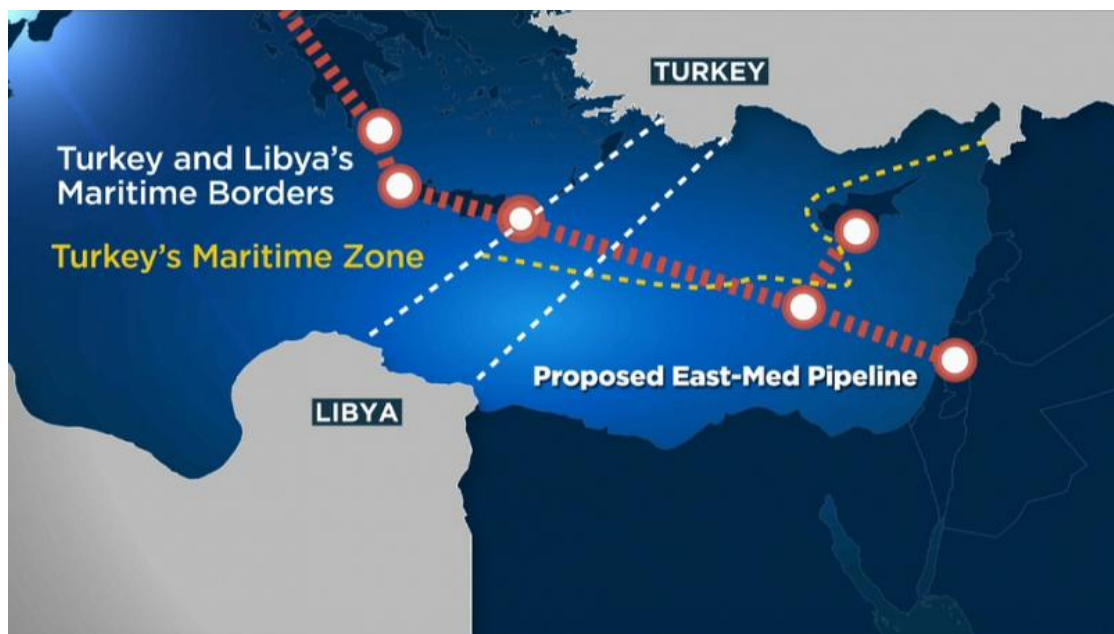 TURKEY
Turkey and Libya's
Maritime Borders
Turkey's Maritime Zone
Proposed East-Med Pipeline
LIBYA